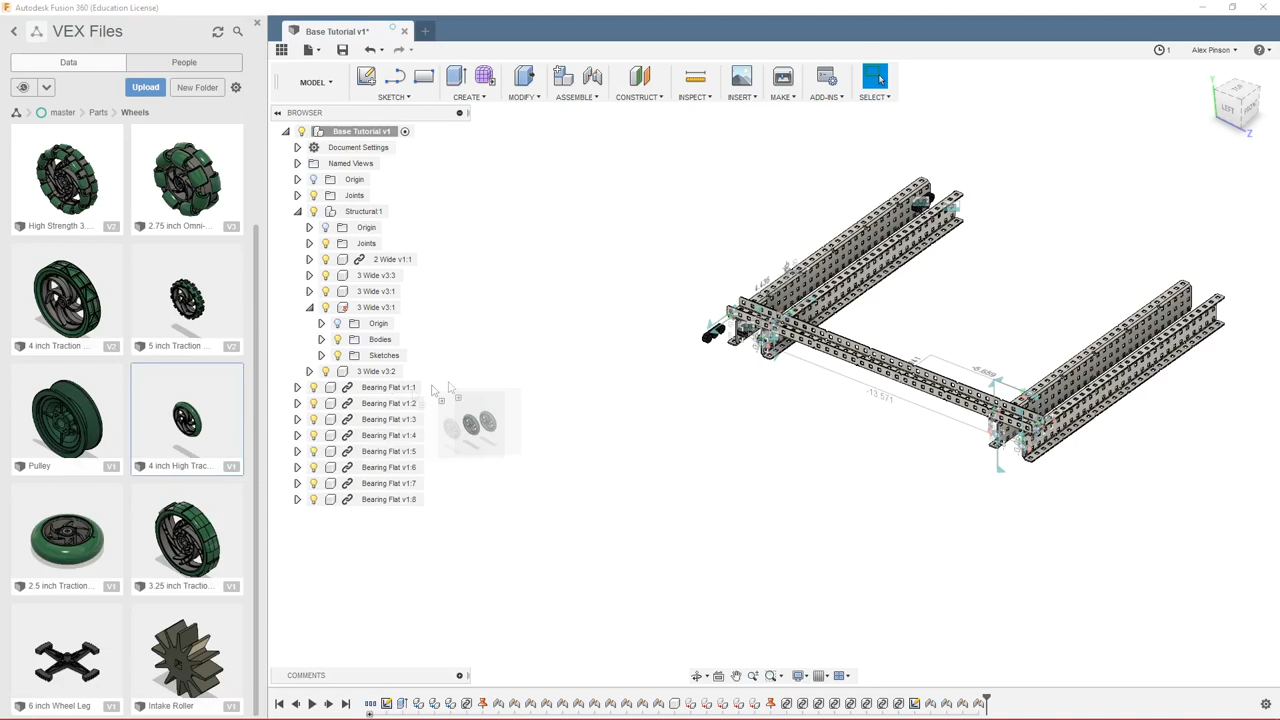 Autodesk Fusion 360 (Education License)
VEX Files
Base Tutorial v1*
Data
People
Upload
New Folder
master
Parts
Wheels
1
Alex Pinson
MODEL
SKETCH
CREATE
MODIFY
ASSEMBLE
CONSTRUCT
INSPECT
INSERT
MAKE
ADD-INS
SELECT
BROWSER
LEFT
Y
Z
Base Tutorial v1
Document Settings
Named Views
Origin
Joints
Structural:1
Origin
Joints
2 Wide v1:1
3 Wide v3:3
3 Wide v3:1
3 Wide v3:1
Origin
Bodies
Sketches
3 Wide v3:2
Bearing Flat v1:1
Bearing Flat v1:2
Bearing Flat v1:3
Bearing Flat v1:4
Bearing Flat v1:5
Bearing Flat v1:6
Bearing Flat v1:7
Bearing Flat v1:8
High Strength 3.... V2
2.75 inch Omni-... V3
4 inch Traction ... V2
5 inch Traction ... V2
Pulley V1
4 inch High Trac... V1
2.5 inch Traction... V1
3.25 inch Tractio... V1
6 inch Wheel Leg V1
Intake Roller V1
-13.571
COMMENTS